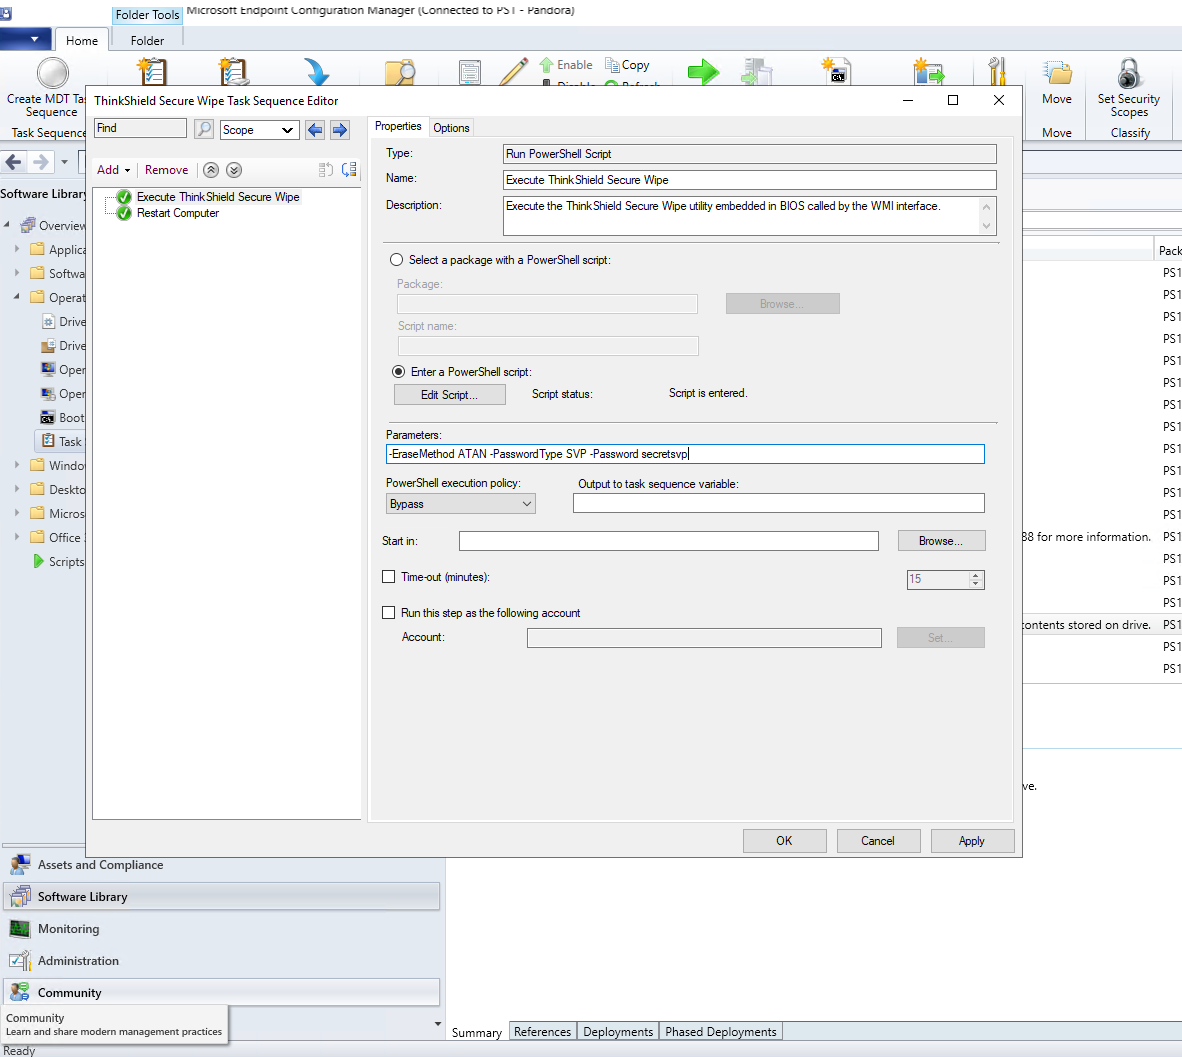 Folder Tools
Microsoft Endpoint Configuration Manager (Connected to PS1 - Pandora)
Home
Folder
Create MDT Task
Sequence
Enable
Copy
Disable
Refresh
Move
Set Security
Scopes
Task Sequence
Move
Classify
ThinkShield Secure Wipe Task Sequence Editor
Find
Scope
Add
Remove
Execute ThinkShield Secure Wipe
Restart Computer
Properties
Options
Type:
Run PowerShell Script
Name:
Execute ThinkShield Secure Wipe
Description:
Execute the ThinkShield Secure Wipe utility embedded in BIOS called by the WMI interface.
Select a package with a PowerShell script:
Package:
Browse...
Script name:
Enter a PowerShell script:
Edit Script...
Script status:
Script is entered.
Parameters:
-EraseMethod ATAN -PasswordType SVP -Password secretsvp
PowerShell execution policy:
Output to task sequence variable:
Bypass
Start in:
Browse...
Time-out (minutes):
15
Run this step as the following account
Account:
Set...
OK
Cancel
Apply
Software Library
Overview
Applica
Softwa
Operat
Drive
Drive
Oper
Oper
Boot
Task
Windo
Deskto
Micros
Office
Scripts
Pack
PS1
PS1
PS1
PS1
PS1
PS1
PS1
PS1
PS1
PS1
PS1
PS1
38 for more information.
PS1
PS1
PS1
PS1
contents stored on drive.
PS1
PS1
PS1
ve.
Assets and Compliance
Software Library
Monitoring
Administration
Community
Community
Learn and share modern management practices
Summary
References
Deployments
Phased Deployments
Ready